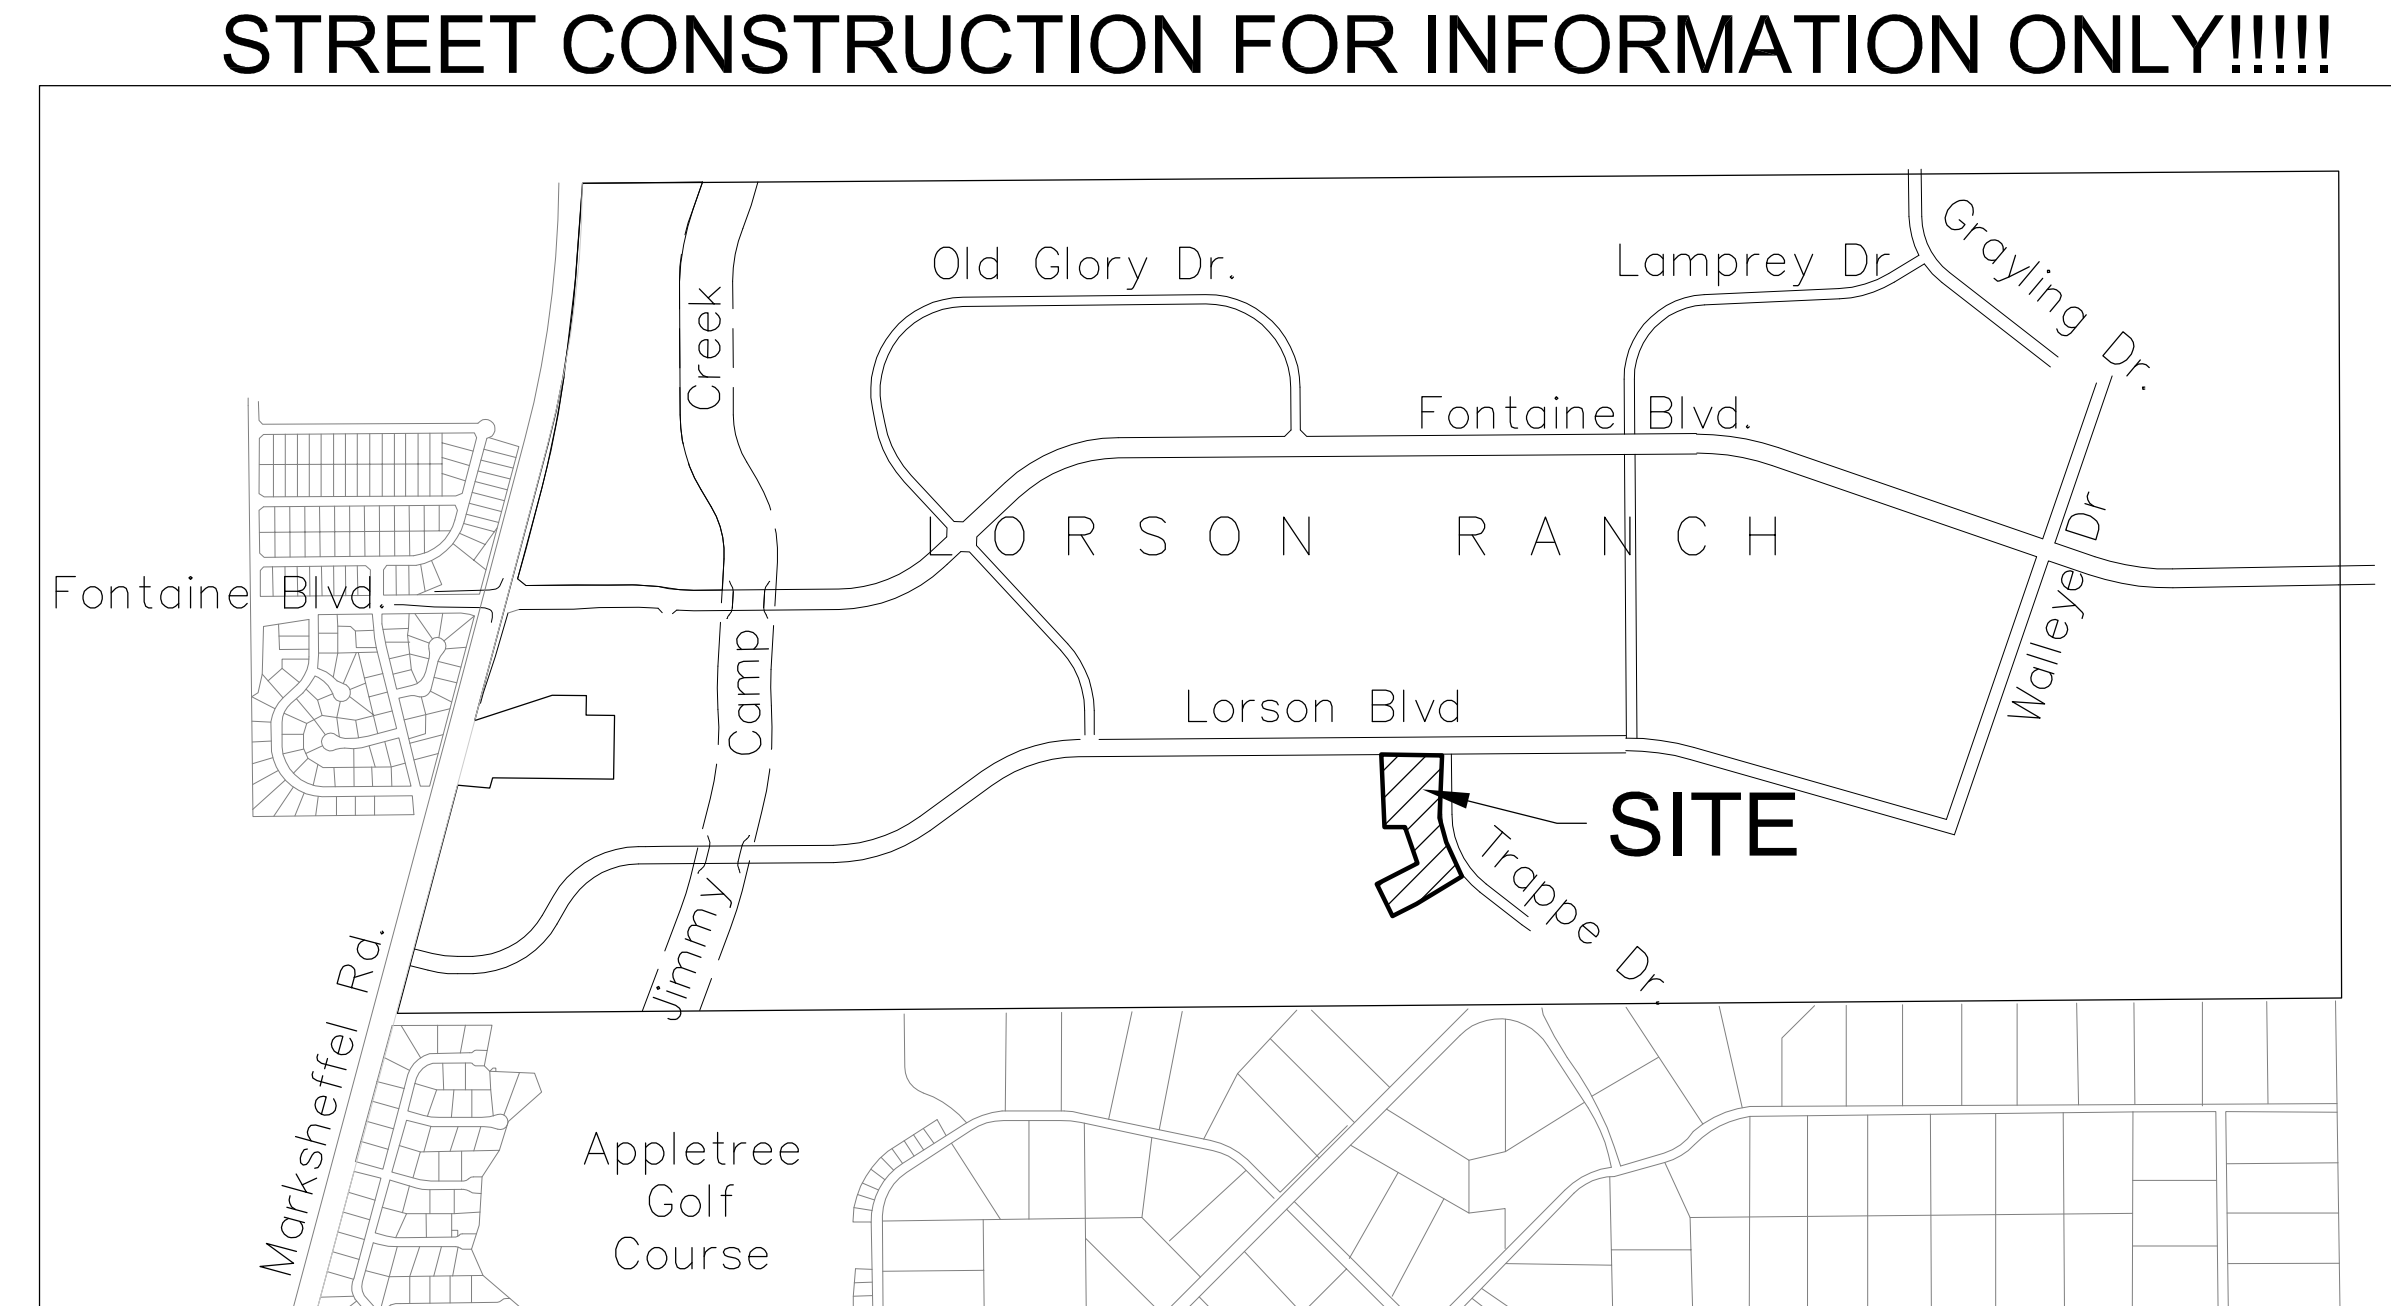 STREET CONSTRUCTION FOR INFORMATION ONLY!!!!!
Grayling Dr.
Old Glory Dr.
Lamprey Dr
Creek
Fontaine Blvd.
LORSON RANCH
Walleye Dr
Fontaine Blvd.
Camp
Lorson Blvd
SITE
Trappe Dr.
Jimmy
Marksheffel Rd.
Appletree
Golf
Course